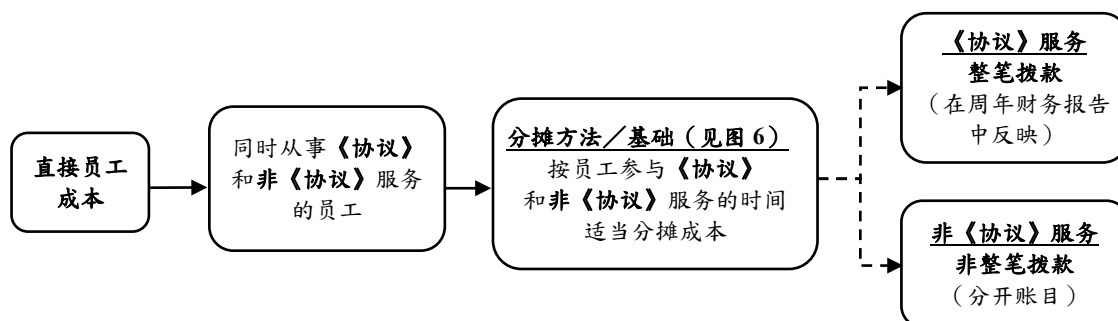 直接员工
成本
同时从事《协议》
和非《协议》服务
的员工
分摊方法／基础（见图 6）
按员工参与《协议》
和非《协议》服务的时间
适当分摊成本
《协议》服务
整笔拨款
（在周年财务报告
中反映）
非《协议》服务
非整笔拨款
（分开账目）